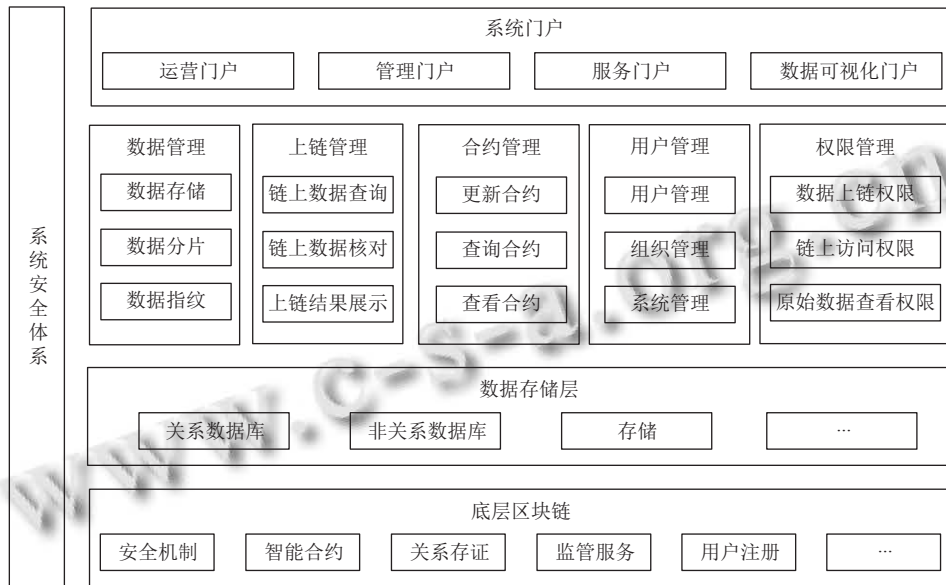 系统安全体系
系统门户
运营门户
管理门户
服务门户
数据可视化门户
数据管理
数据存储
数据分片
数据指纹
上链管理
链上数据查询
链上数据核对
上链结果展示
合约管理
更新合约
查询合约
查看合约
用户管理
用户管理
组织管理
系统管理
权限管理
数据上链权限
链上访问权限
原始数据查看权限
数据存储层
关系数据库
非关系数据库
存储
…
底层区块链
安全机制
智能合约
关系存证
监管服务
用户注册
…
www.c-s-a.org.cn